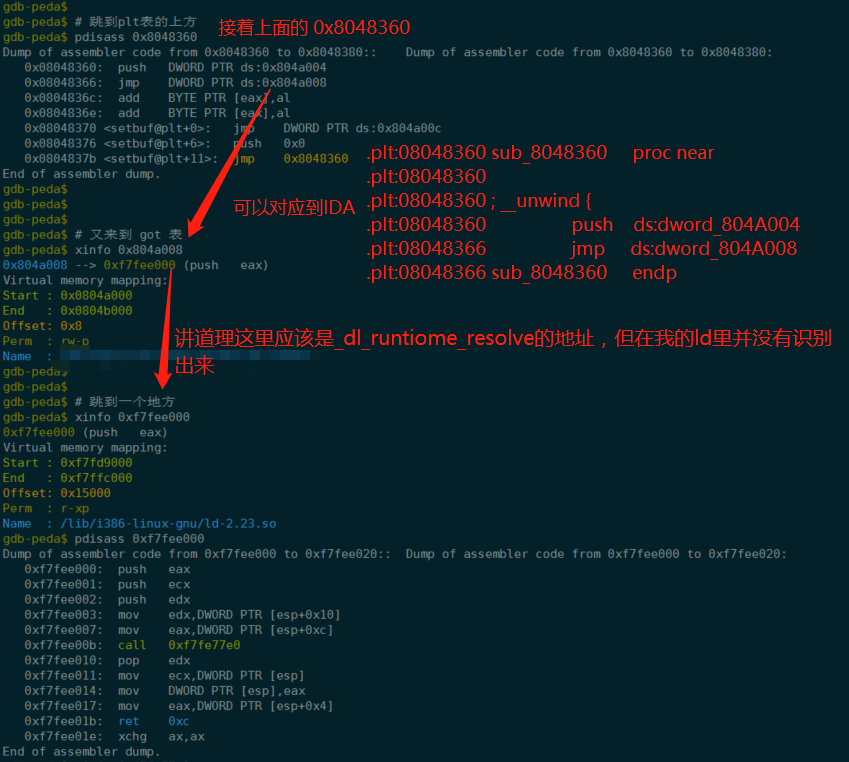 gdb-peda$
gdb-peda$ # 跳到plt表的上方
接着上面的 0x8048360
gdb-peda$ pdisass 0x8048360
Dump of assembler code from 0x8048360 to 0x8048380:: Dump of assembler code from 0x8048360 to 0x8048380:
0x08048360: push DWORD PTR ds:0x804a004
0x08048366: jmp DWORD PTR ds:0x804a008
0x0804836c: add BYTE PTR [eax],al
0x0804836e: add BYTE PTR [eax],al
0x08048370 <setbuf@plt+0>: jmp DWORD PTR ds:0x804a00c
0x08048376 <setbuf@plt+6>: push 0x0
0x0804837b <setbuf@plt+11>: jmp 0x8048360
End of assembler dump.
.plt:08048360 sub_8048360 proc near
.plt:08048360
.plt:08048360 ; __unwind {
.plt:08048360 push ds:dword_804A004
.plt:08048366 jmp ds:dword_804A008
.plt:08048366 sub_8048360 endp
可以对应到IDA
gdb-peda$
gdb-peda$
gdb-peda$
gdb-peda$ # 又来到 got 表
gdb-peda$ xinfo 0x804a008
0x804a008 --> 0xf7fee000 (push eax)
Virtual memory mapping:
Start : 0x0804a000
End : 0x0804b000
Offset: 0x8
Perm : rw-p
Name :
讲道理这里应该是_dl_runtiome_resolve的地址，但在我的ld里并没有识别
出来
gdb-peda$
gdb-peda$
gdb-peda$ # 跳到一个地方
gdb-peda$ xinfo 0xf7fee000
0xf7fee000 (push eax)
Virtual memory mapping:
Start : 0xf7fd9000
End : 0xf7ffc000
Offset: 0x15000
Perm : r-xp
Name : /lib/i386-linux-gnu/ld-2.23.so
gdb-peda$ pdisass 0xf7fee000
Dump of assembler code from 0xf7fee000 to 0xf7fee020:: Dump of assembler code from 0xf7fee000 to 0xf7fee020:
0xf7fee000: push eax
0xf7fee001: push ecx
0xf7fee002: push edx
0xf7fee003: mov edx,DWORD PTR [esp+0x10]
0xf7fee007: mov eax,DWORD PTR [esp+0xc]
0xf7fee00b: call 0xf7fe77e0
0xf7fee010: pop edx
0xf7fee011: mov ecx,DWORD PTR [esp]
0xf7fee014: mov DWORD PTR [esp],eax
0xf7fee017: mov eax,DWORD PTR [esp+0x4]
0xf7fee01b: ret 0xc
0xf7fee01e: xchg ax,ax
End of assembler dump.